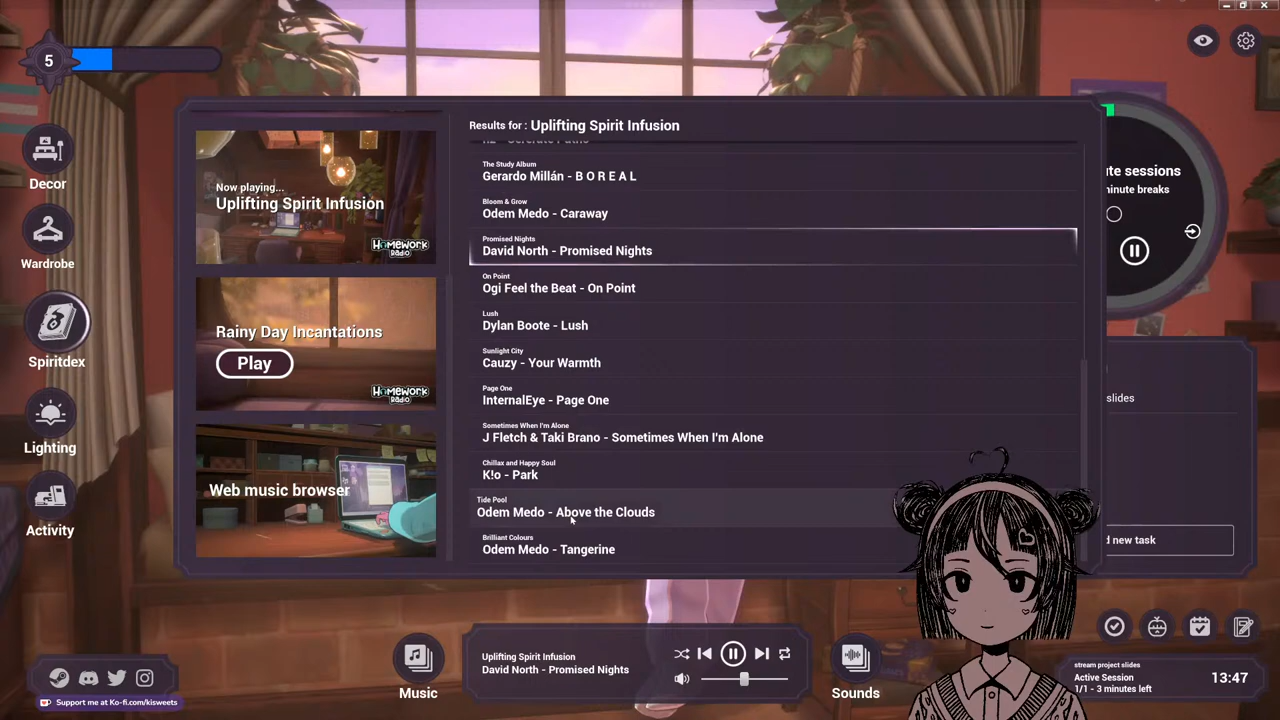 5
Decor
Wardrobe
Spiritdex
Lighting
Activity
Now playing...
Uplifting Spirit Infusion
Homework
Radio
Rainy Day Incantations
Play
Homework
Radio
Web music browser
Results for : Uplifting Spirit Infusion
The Study Album
Gerardo Millán - B O R E A L
Bloom & Grow
Odem Medo - Caraway
Promised Nights
David North - Promised Nights
On Point
Ogi Feel the Beat - On Point
Lush
Dylan Boote - Lush
Sunlight City
Cauzy - Your Warmth
Page One
InternalEye - Page One
Sometimes When I'm Alone
J Fletch & Taki Brano - Sometimes When I'm Alone
Chillax and Happy Soul
K!o - Park
Tide Pool
Odem Medo - Above the Clouds
Brilliant Colours
Odem Medo - Tangerine
ute sessions
minute breaks
slides
d new task
Music
Uplifting Spirit Infusion
David North - Promised Nights
Sounds
stream project slides
Active Session
1/1 - 3 minutes left
13:47
Support me at Ko-fi.com/kisweets